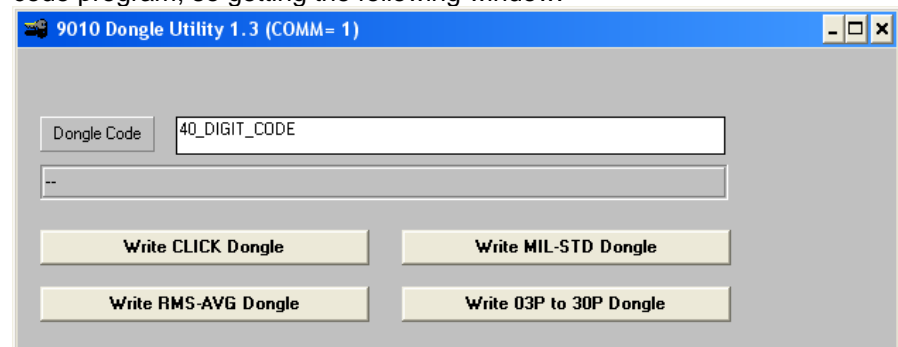 9010 Dongle Utility 1.3 (COMM= 1)
Dongle Code 40_DIGIT_CODE
--
Write CLICK Dongle Write MIL-STD Dongle
Write RMS-AVG Dongle Write 03P to 30P Dongle